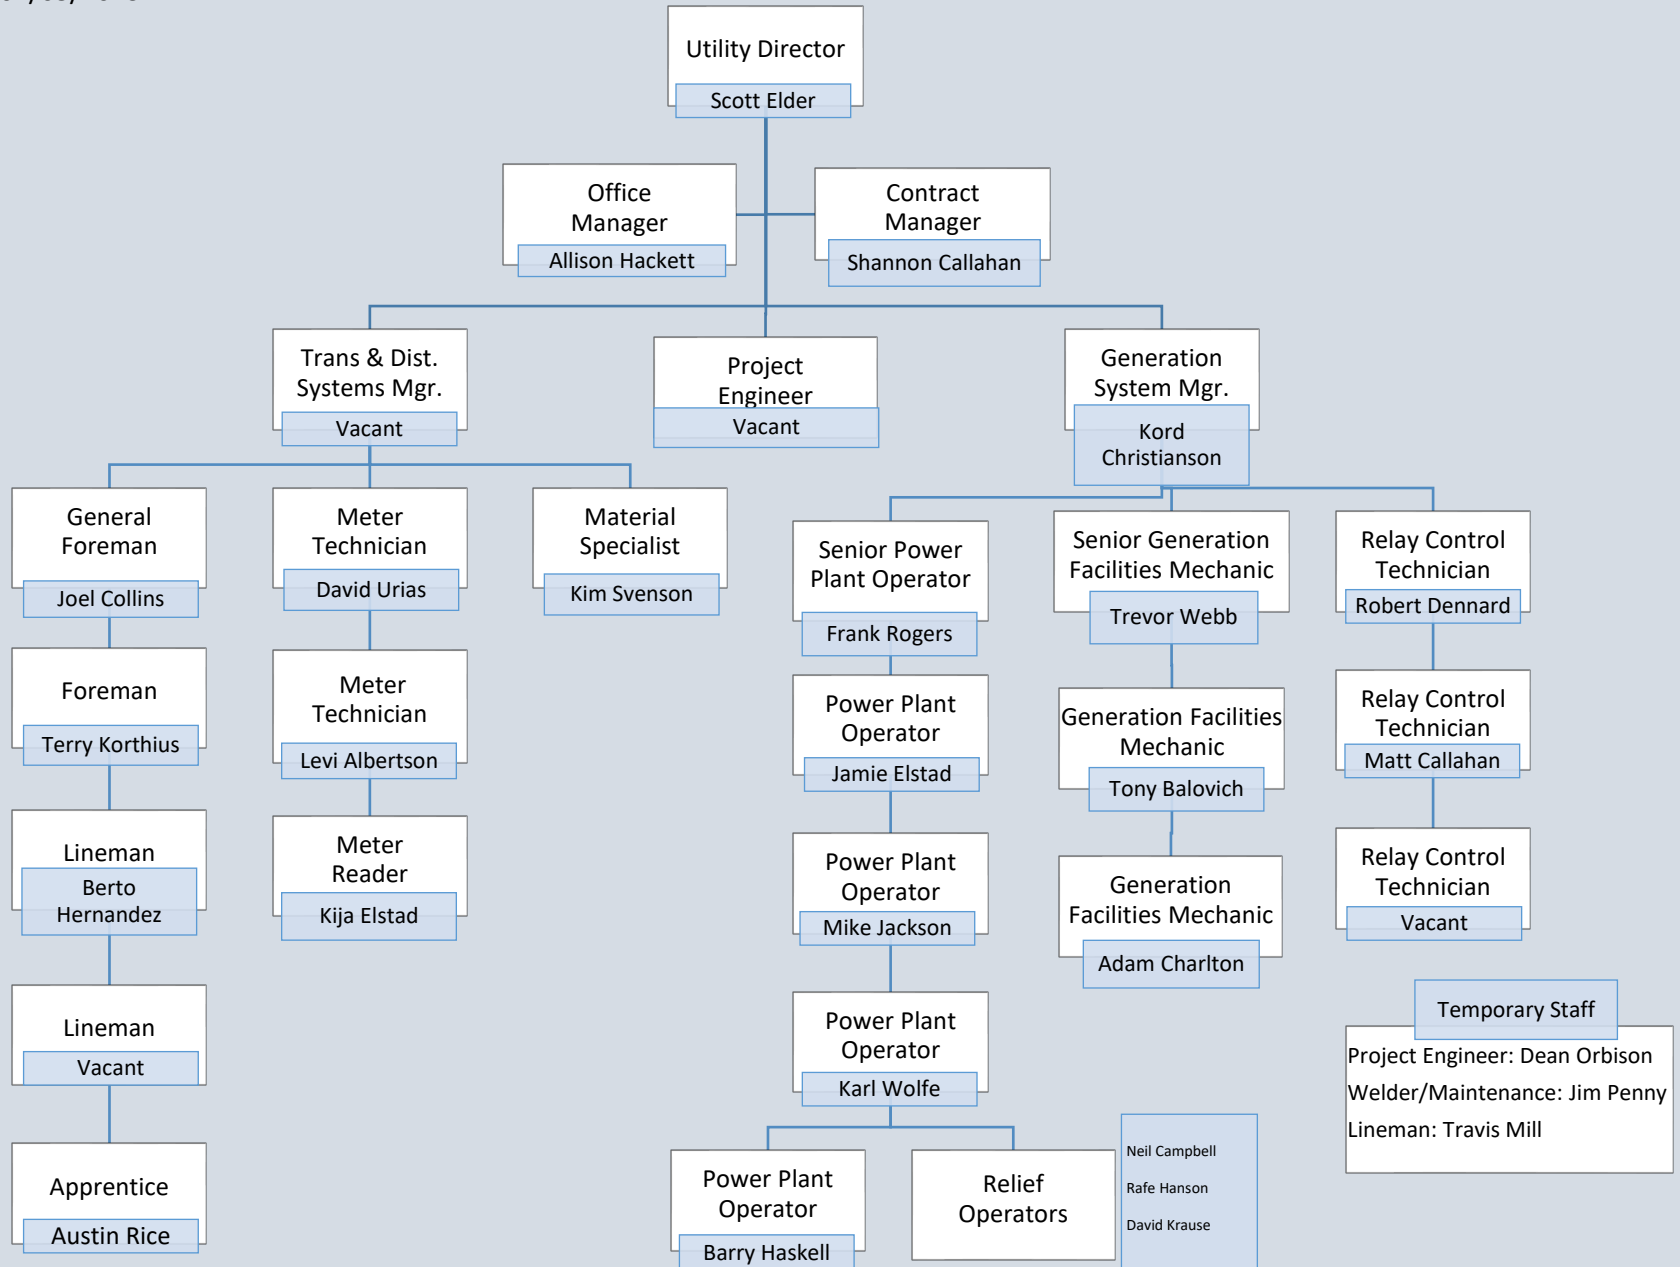 Utility Director
Scott Elder
Office
Manager
Allison Hackett
Contract
Manager
Shannon Callahan
Trans & Dist.
Systems Mgr.
Vacant
Project
Engineer
Vacant
Generation
System Mgr.
Kord
Christianson
General
Foreman
Joel Collins
Meter
Technician
David Urias
Material
Specialist
Kim Svenson
Senior Power
Plant Operator
Frank Rogers
Senior Generation
Facilities Mechanic
Trevor Webb
Relay Control
Technician
Robert Dennard
Foreman
Terry Korthius
Meter
Technician
Levi Albertson
Power Plant
Operator
Jamie Elstad
Generation Facilities
Mechanic
Tony Balovich
Relay Control
Technician
Matt Callahan
Lineman
Berto
Hernandez
Meter
Reader
Kija Elstad
Power Plant
Operator
Mike Jackson
Generation
Facilities Mechanic
Adam Charlton
Relay Control
Technician
Vacant
Lineman
Vacant
Power Plant
Operator
Karl Wolfe
Temporary Staff
Project Engineer: Dean Orbison
Welder/Maintenance: Jim Penny
Lineman: Travis Mill
Apprentice
Austin Rice
Power Plant
Operator
Barry Haskell
Relief
Operators
Neil Campbell
Rafe Hanson
David Krause